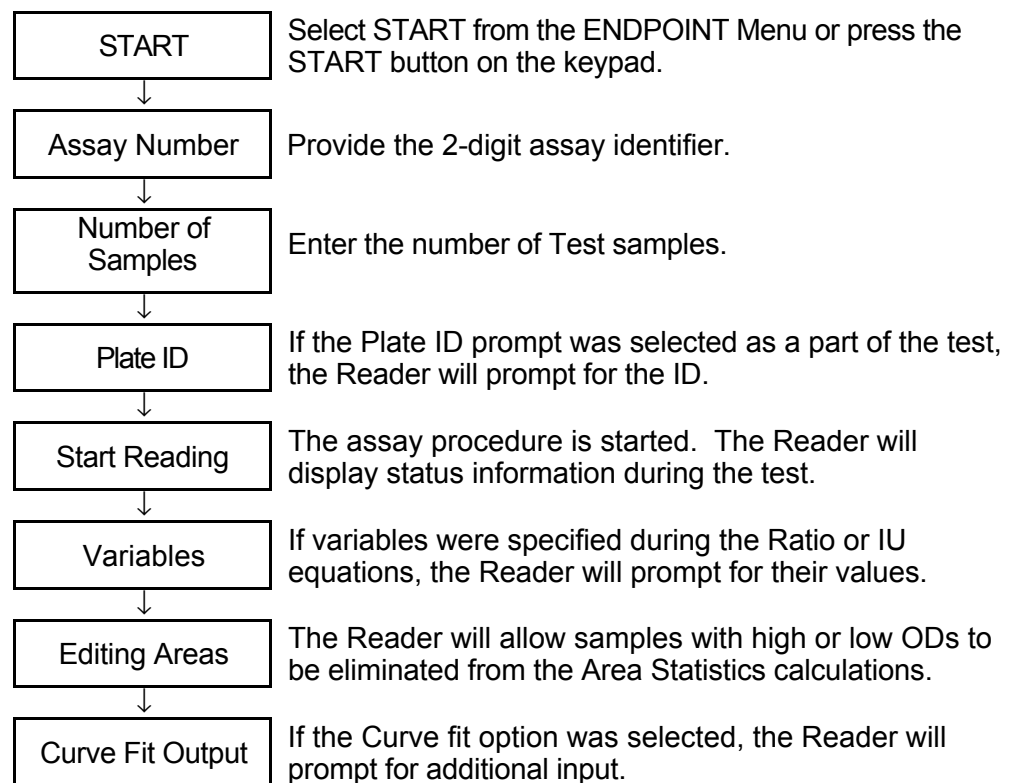 START
Select START from the ENDPOINT Menu or press the
START button on the keypad.
Assay Number
Provide the 2-digit assay identifier.
Number of
Samples
Enter the number of Test samples.
Plate ID
If the Plate ID prompt was selected as a part of the test,
the Reader will prompt for the ID.
Start Reading
The assay procedure is started.  The Reader will
display status information during the test.
Variables
If variables were specified during the Ratio or IU
equations, the Reader will prompt for their values.
Editing Areas
The Reader will allow samples with high or low ODs to
be eliminated from the Area Statistics calculations.
Curve Fit Output
If the Curve fit option was selected, the Reader will
prompt for additional input.